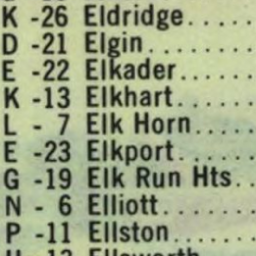 K -26 Eldridge.....
D -21 Elgin........
E -22 Elkader......
K -13 Elkhart......
L - 7 Elk Horn.....
E -23 Elkport......
G -19 Elk Run Hts..
N - 6 Elliott.......
P -11 Ellston......